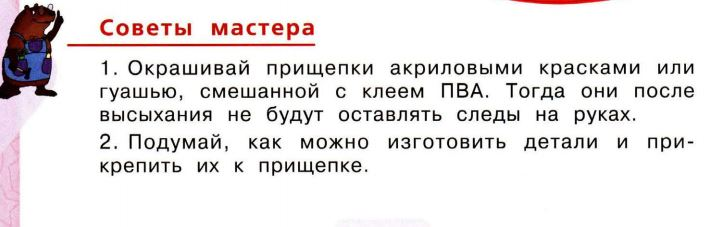 Советы мастера
1. Окрашивай прищепки акриловыми красками или
гуашью, смешанной с клеем ПВА. Тогда они после
высыхания не будут оставлять следы на руках.
2. Подумай, как можно изготовить детали и при-
крепить их к прищепке.